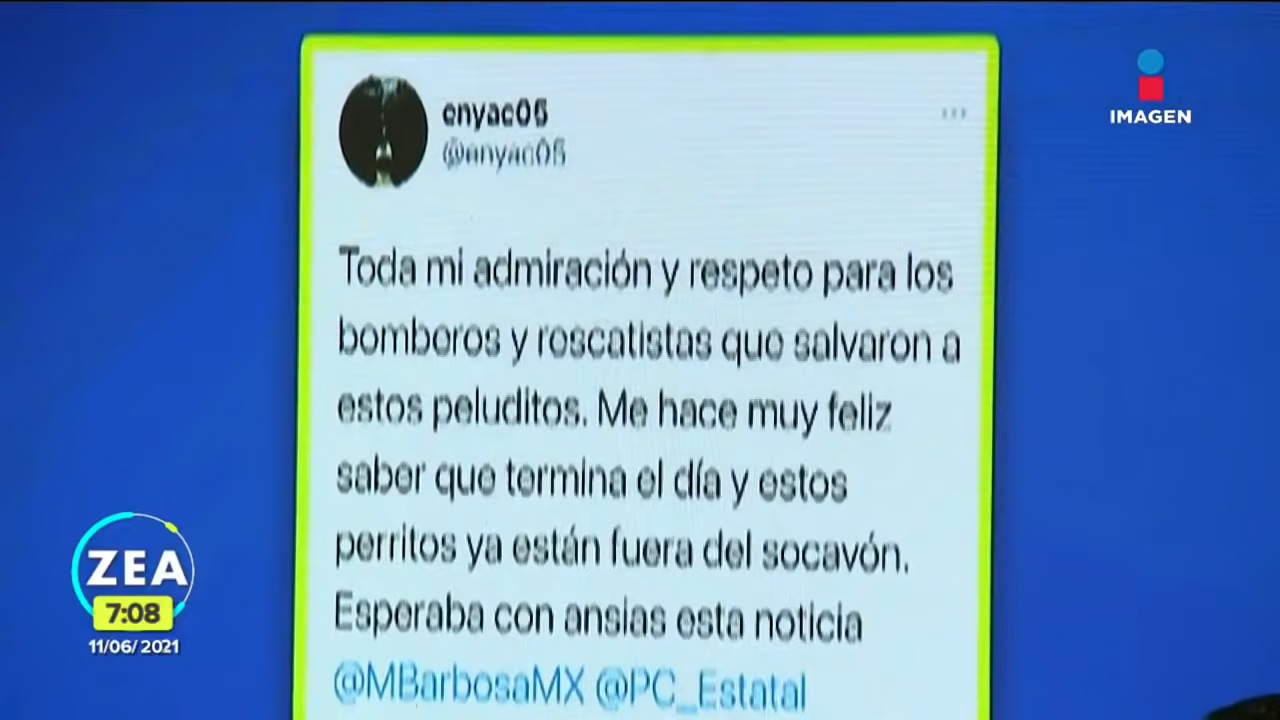 enyac06
@enyac06
IMAGEN
Toda mi admiración y respeto para los
bomberos y rescatistas que salvaron a
estos peluditos. Me hace muy feliz
saber que termina el día y estos
perritos ya están fuera del socavón.
Esperaba con ansias esta noticia
@MBarbosaMX @PC_Estatal
ZEA
7:08
11/06/2021